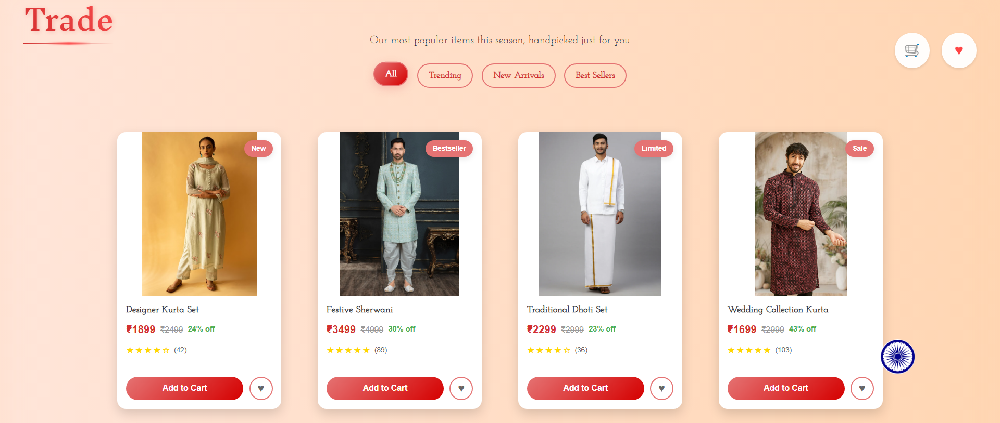 Trade
Our most popular items this season, handpicked just for you
All
Trending
New Arrivals
Best Sellers
New
Designer Kurta Set
₹1899 ₹2499 24% off
★★★★☆ (42)
Add to Cart
♥
Bestseller
Festive Sherwani
₹3499 ₹4999 30% off
★★★★★ (89)
Add to Cart
♥
Limited
Traditional Dhoti Set
₹2299 ₹2999 23% off
★★★★☆ (36)
Add to Cart
♥
Sale
Wedding Collection Kurta
₹1699 ₹2999 43% off
★★★★★ (103)
Add to Cart
♥